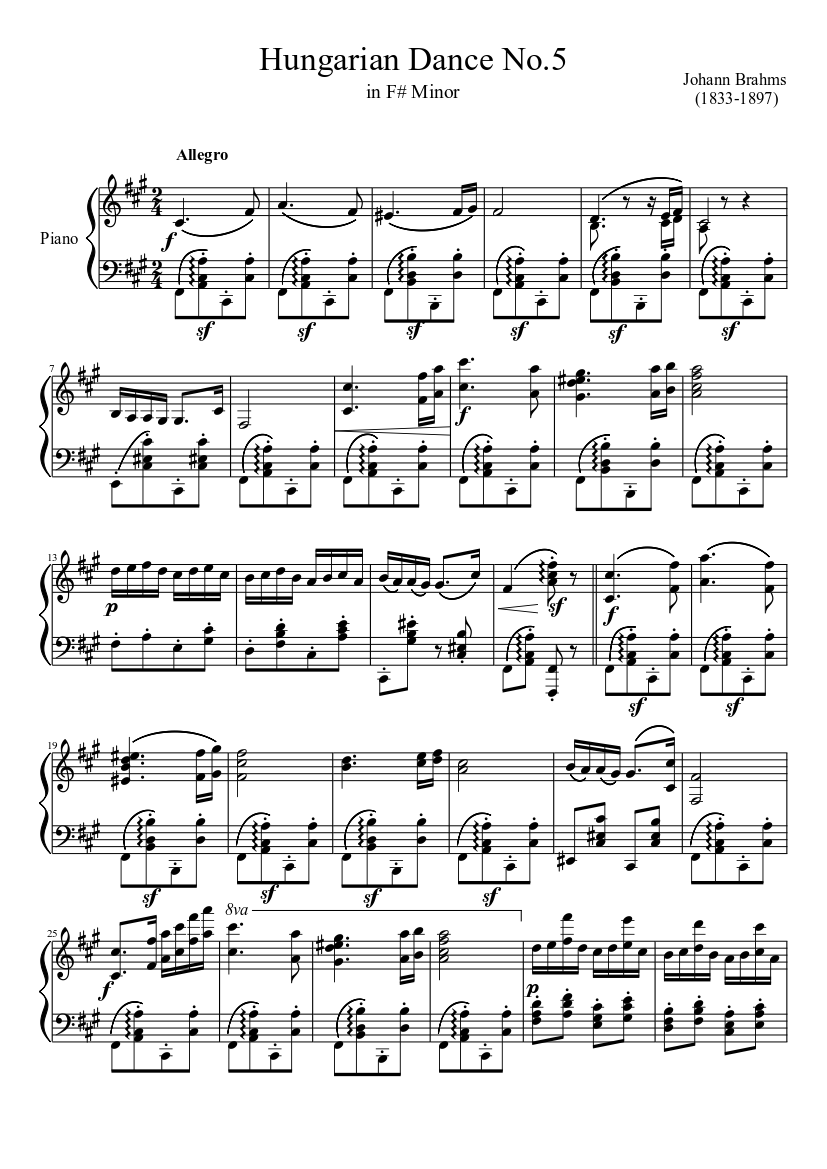 Hungarian Dance No.5
in F# Minor
Johann Brahms
(1833-1897)
Allegro
Piano
f
sf sf sf sf sf sf
7
f
13
p
sf
f
sf sf
19
sf sf sf sf
8va
25
f
p